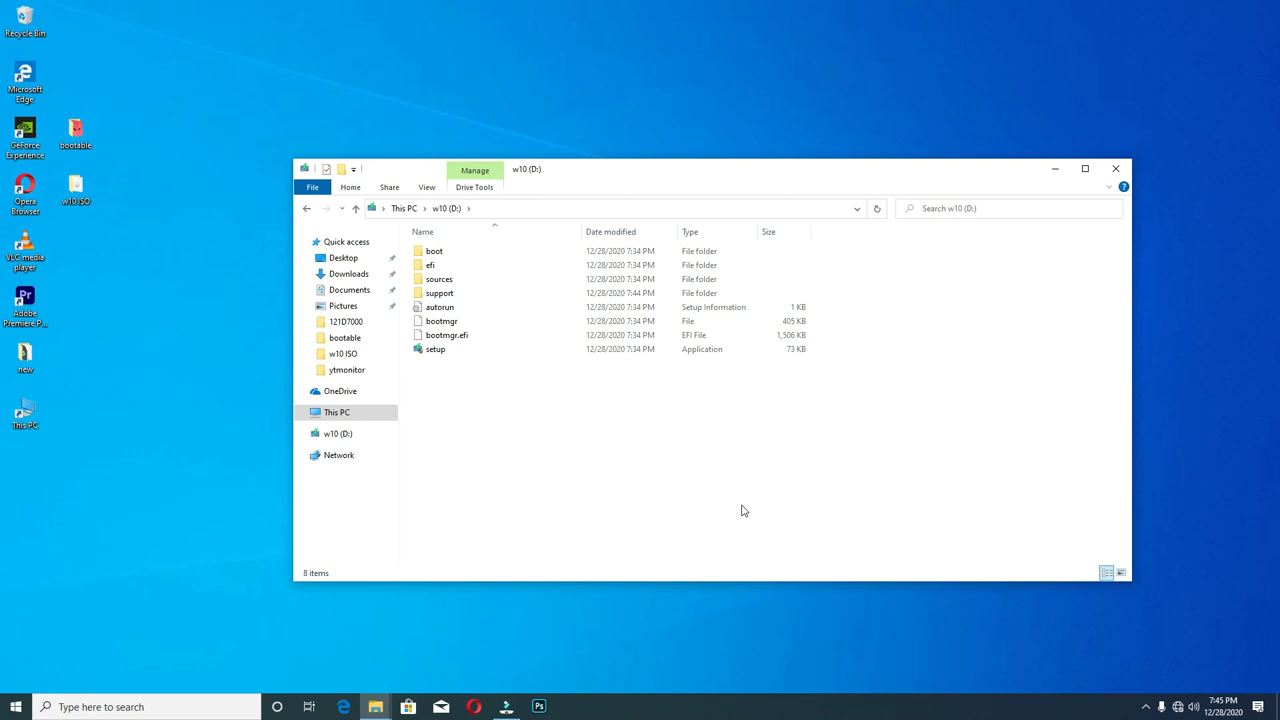 Recycle Bin
Microsoft
Edge
GeForce
Experience
bootable
Opera
Browser
w10 ISO
VLC media
player
Adobe
Premiere P...
new
This PC
Manage
w10 (D:)
File
Home
Share
View
Drive Tools
This PC
w10 (D:)
Search w10 (D:)
Name
Date modified
Type
Size
Quick access
Desktop
Downloads
Documents
Pictures
121D7000
bootable
w10 ISO
ytmonitor
OneDrive
This PC
w10 (D:)
Network
boot 12/28/2020 7:34 PM File folder
efi 12/28/2020 7:34 PM File folder
sources 12/28/2020 7:34 PM File folder
support 12/28/2020 7:44 PM File folder
autorun 12/28/2020 7:34 PM Setup Information 1 KB
bootmgr 12/28/2020 7:34 PM File 405 KB
bootmgr.efi 12/28/2020 7:34 PM EFI File 1,506 KB
setup 12/28/2020 7:34 PM Application 73 KB
8 items
Type here to search
Ps
7:45 PM
12/28/2020